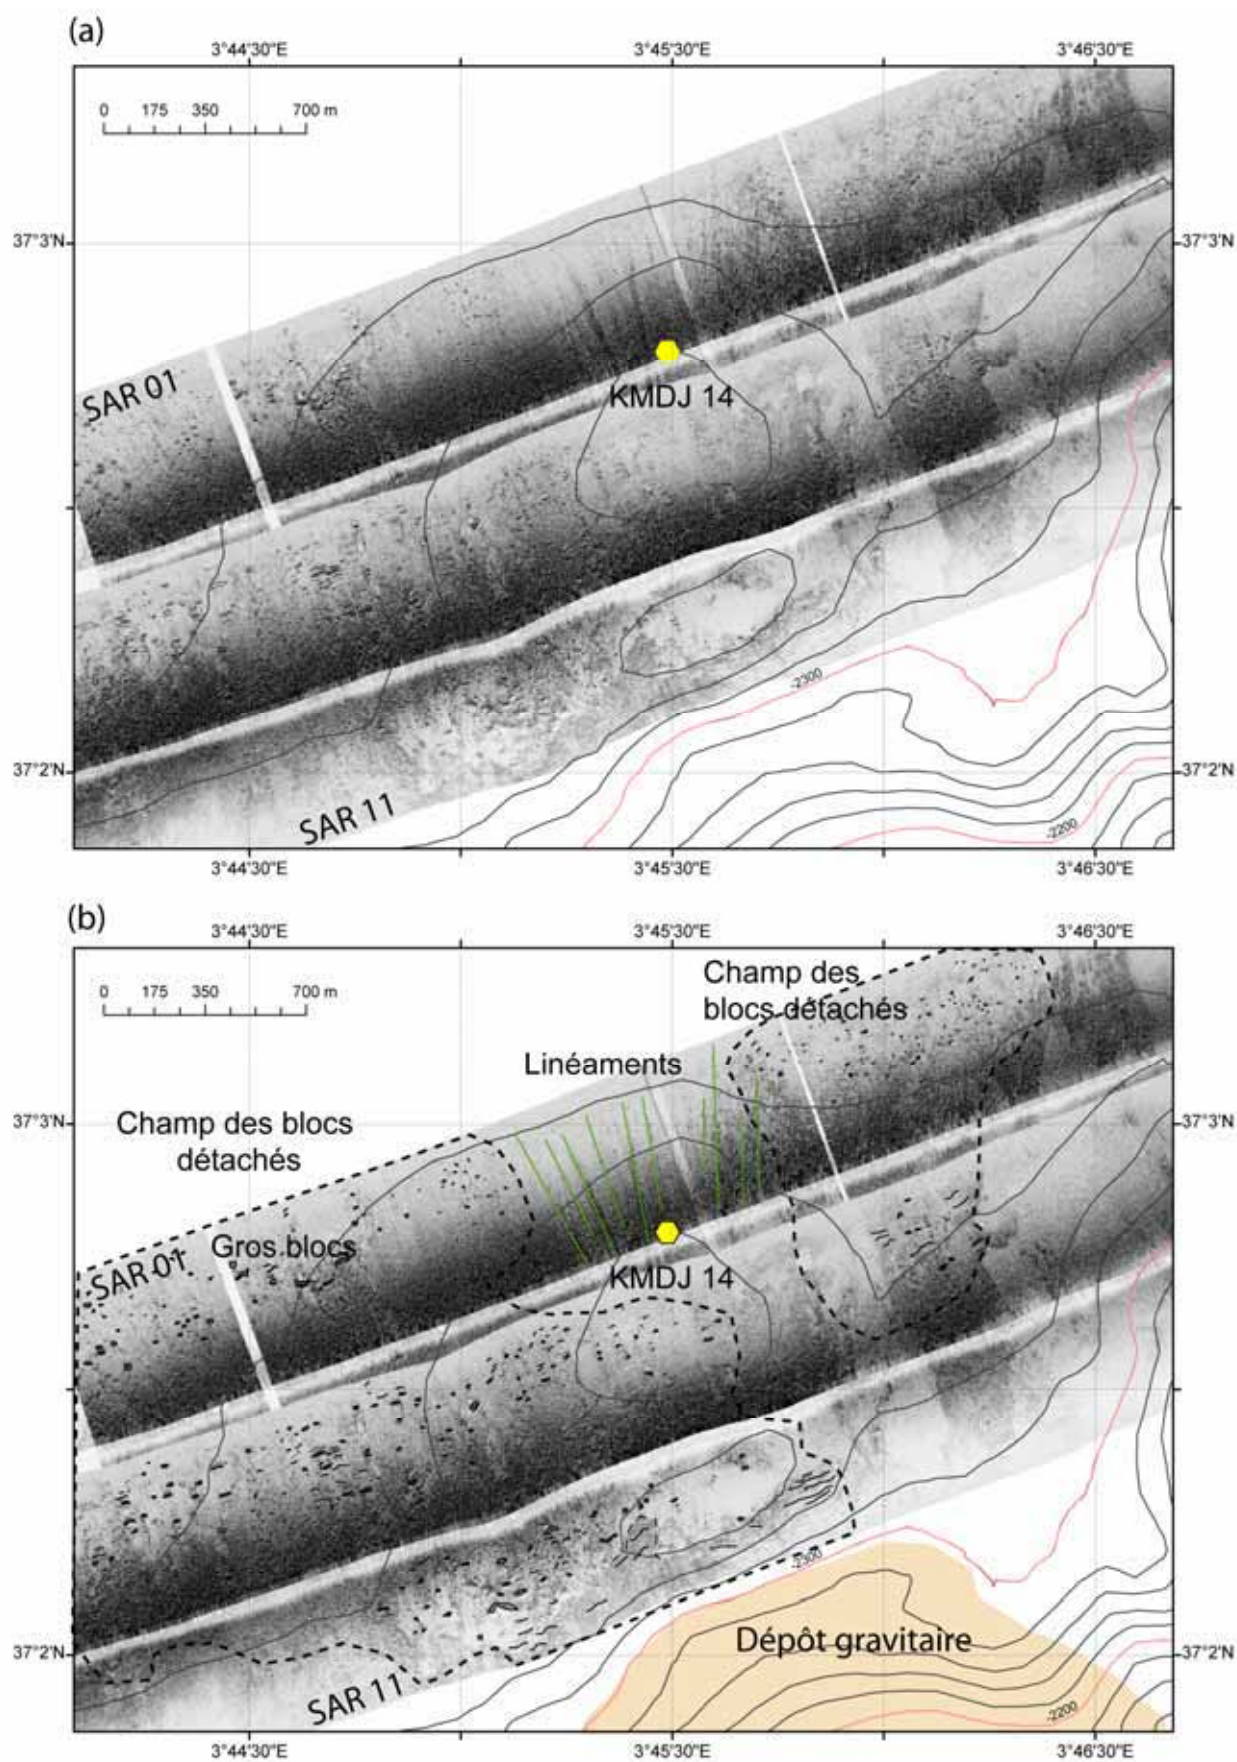 (a)
3°44'30"E 3°45'30"E 3°46'30"E
0 175 350 700 m
37°3'N 37°3'N
SAR 01
KMDJ 14
-2300
37°2'N 37°2'N
SAR 11
-2200
3°44'30"E 3°45'30"E 3°46'30"E
(b)
3°44'30"E 3°45'30"E 3°46'30"E
0 175 350 700 m
Champ des
blocs détachés
Linéaments
37°3'N 37°3'N
Champ des blocs
détachés
Gros blocs
SAR 01
KMDJ 14
-2300
37°2'N 37°2'N
Dépôt gravitaire
SAR 11
-2200
3°44'30"E 3°45'30"E 3°46'30"E